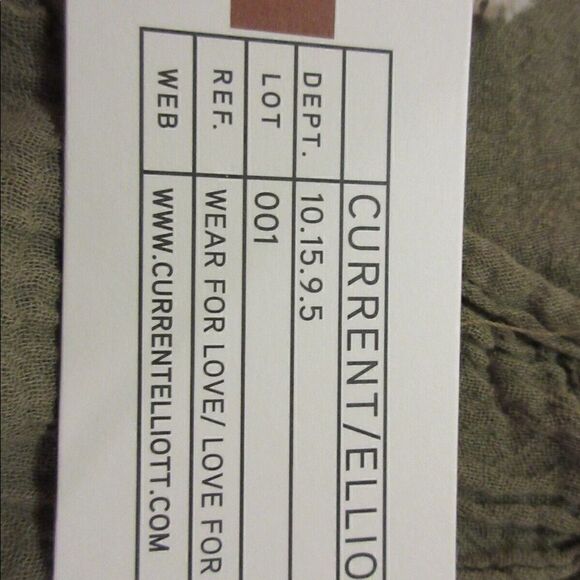 CURRENT/ELLIO
DEPT. 10.15.9.5
LOT 001
REF. WEAR FOR LOVE/ LOVE FOR
WEB WWW.CURRENTELLIOTT.COM